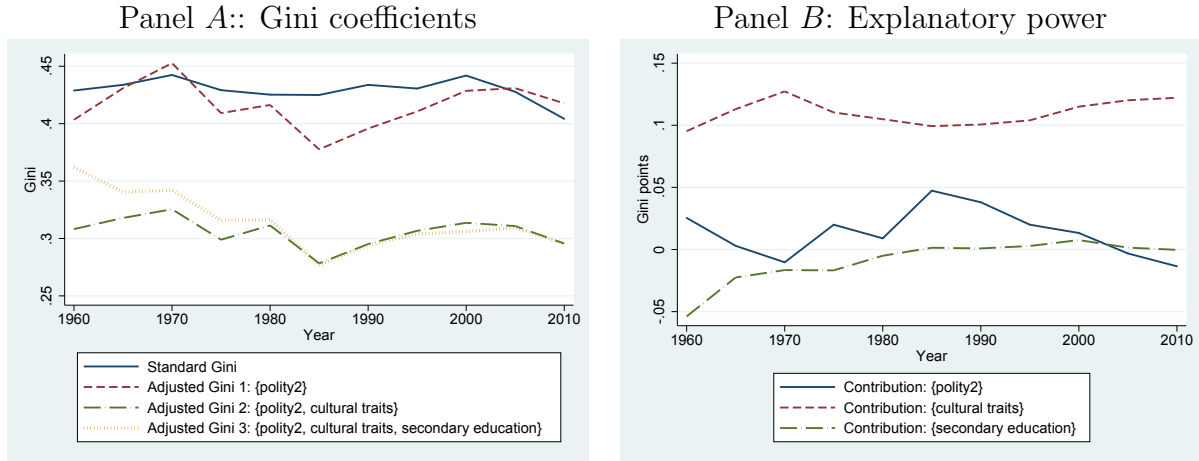 Panel A:: Gini coefficients
.45
.4
.35
.3
.25
Gini
1960 1970 1980 1990 2000 2010
Year
Standard Gini
Adjusted Gini 1: {polity2}
Adjusted Gini 2: {polity2, cultural traits}
Adjusted Gini 3: {polity2, cultural traits, secondary education}
Panel B: Explanatory power
.15
.1
.05
0
-.05
Gini points
1960 1970 1980 1990 2000 2010
Year
Contribution: {polity2}
Contribution: {cultural traits}
Contribution: {secondary education}